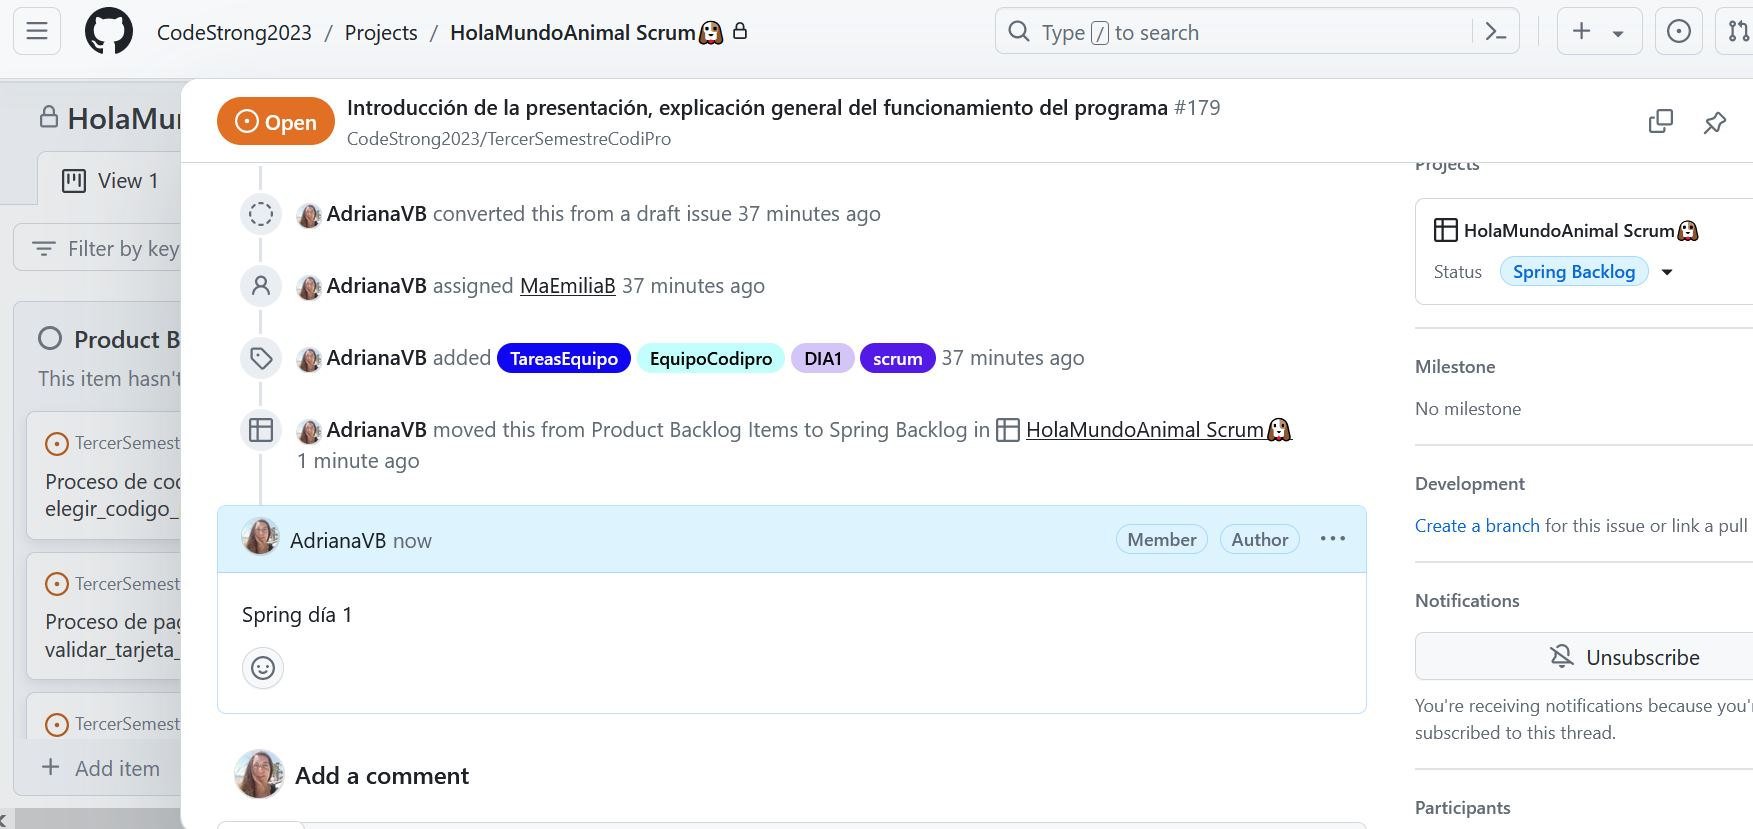 CodeStrong2023 / Projects / HolaMundoAnimal Scrum
Type / to search
HolaMun
View 1
Filter by key
Product B
This item hasn't
TercerSemest
Proceso de co
elegir_codigo_
TercerSemest
Proceso de pa
validar_tarjeta_
TercerSemest
+ Add item
Open
Introducción de la presentación, explicación general del funcionamiento del programa #179
CodeStrong2023/TercerSemestreCodiPro
AdrianaVB converted this from a draft issue 37 minutes ago
AdrianaVB assigned MaEmiliaB 37 minutes ago
AdrianaVB added TareasEquipo EquipoCodipro DIA1 scrum 37 minutes ago
AdrianaVB moved this from Product Backlog Items to Spring Backlog in HolaMundoAnimal Scrum
1 minute ago
AdrianaVB now
Member Author ...
Spring día 1
Add a comment
Projects
HolaMundoAnimal Scrum
Status Spring Backlog
Milestone
No milestone
Development
Create a branch for this issue or link a pull
Notifications
Unsubscribe
You're receiving notifications because you'r
subscribed to this thread.
Participants